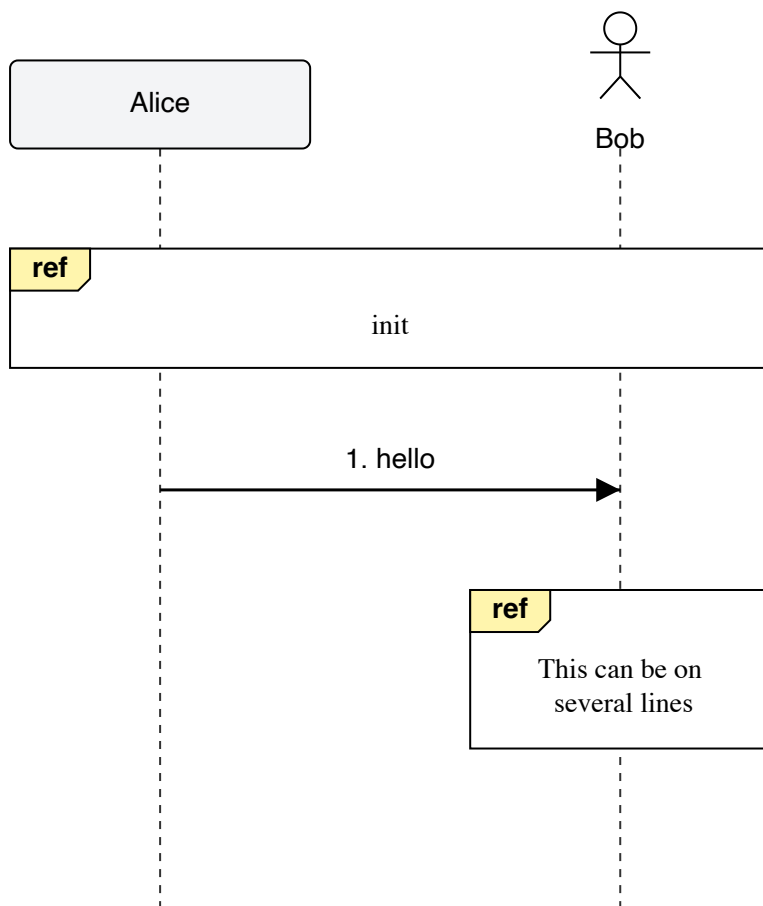 Alice
Bob
ref
init
1. hello
ref
This can be on
several lines